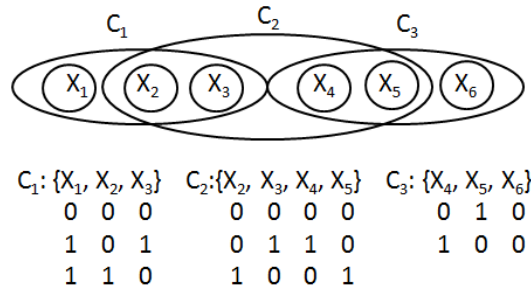 C₁ C₂ C₃
X₁ X₂ X₃ X₄ X₅ X₆
C₁: {X₁, X₂, X₃} C₂:{X₂, X₃, X₄, X₅} C₃: {X₄, X₅, X₆}
0 0 0 0 0 0 0 0 1 0
1 0 1 0 1 1 0 1 0 0
1 1 0 1 0 0 1